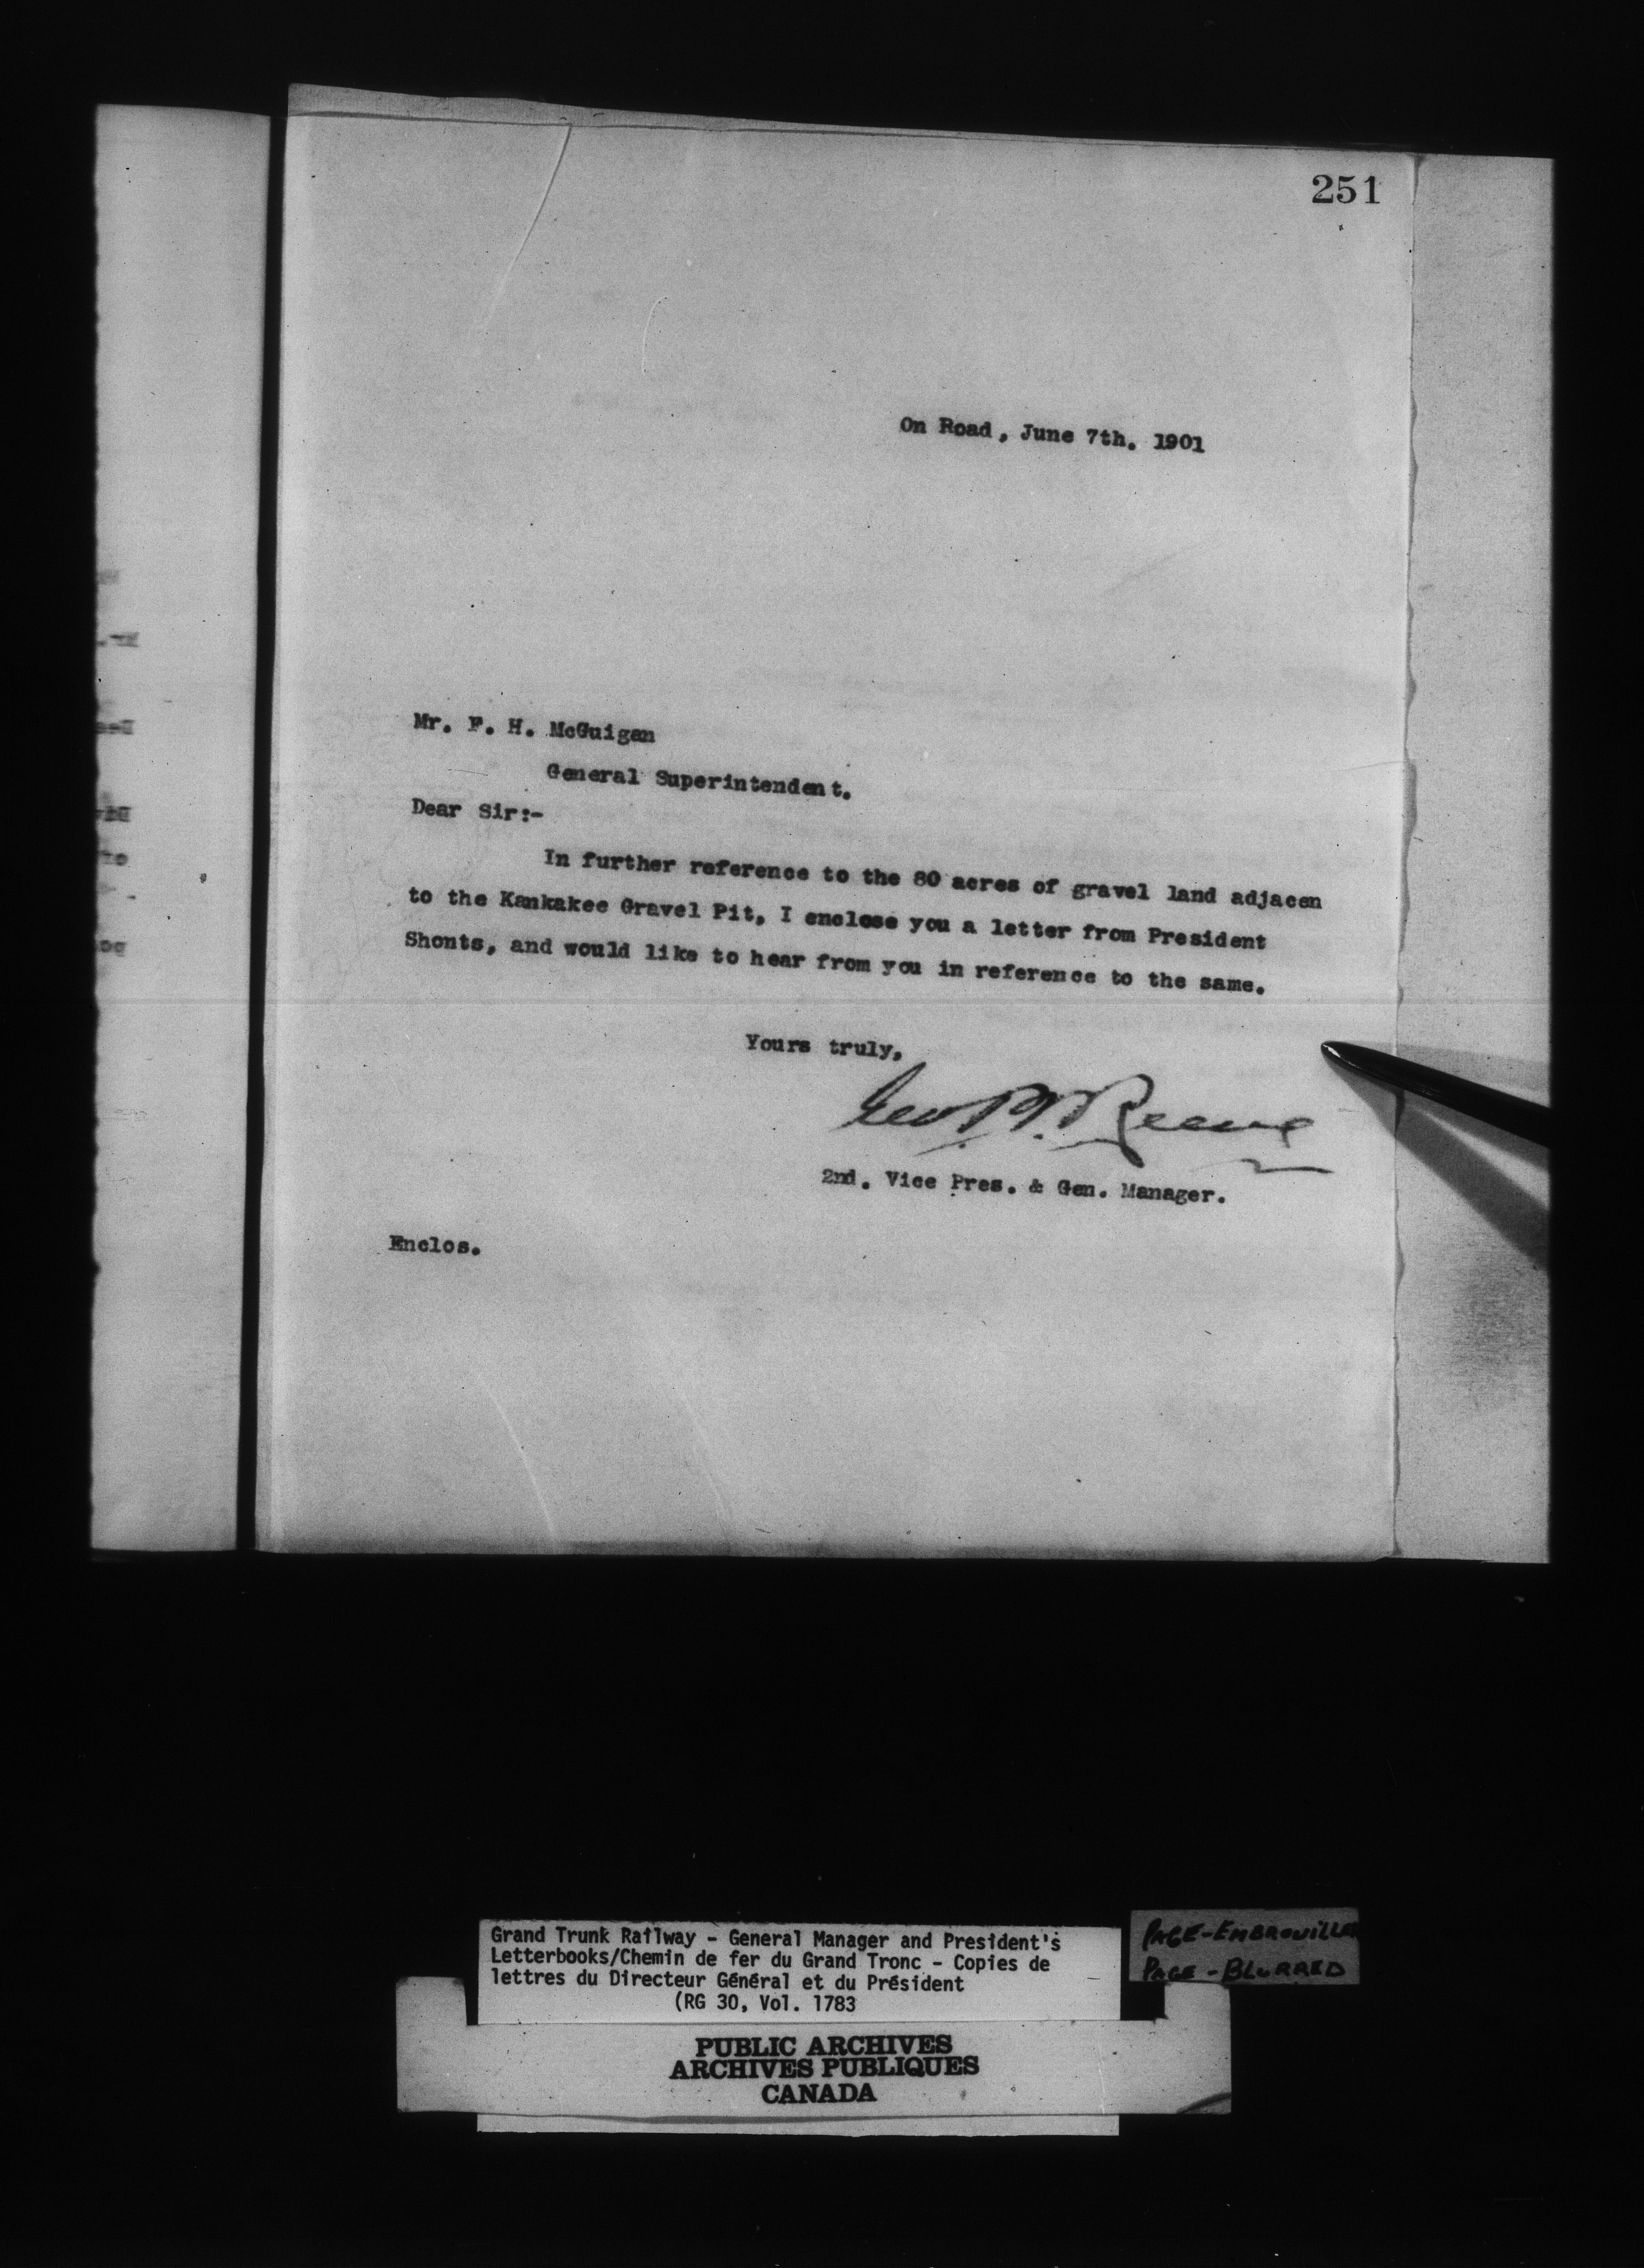 251
On Road, June 7th. 1901
Mr. F. H. McGuigan
General Superintendent.
Dear Sir:-
In further reference to the 80 acres of gravel land adjacen
to the Kankakee Gravel Pit, I enclose you a letter from President
Shonts, and would like to hear from you in reference to the same.
Yours truly,
Geo. B. Reeve
2nd. Vice Pres. & Gen. Manager.
Enclos.
Grand Trunk Railway - General Manager and President's
Letterbooks/Chemin de fer du Grand Tronc - Copies de
lettres du Directeur Général et du Président
(RG 30, Vol. 1783
PAGE-EMBROUILLEE
PAGE-BLURRED
PUBLIC ARCHIVES
ARCHIVES PUBLIQUES
CANADA